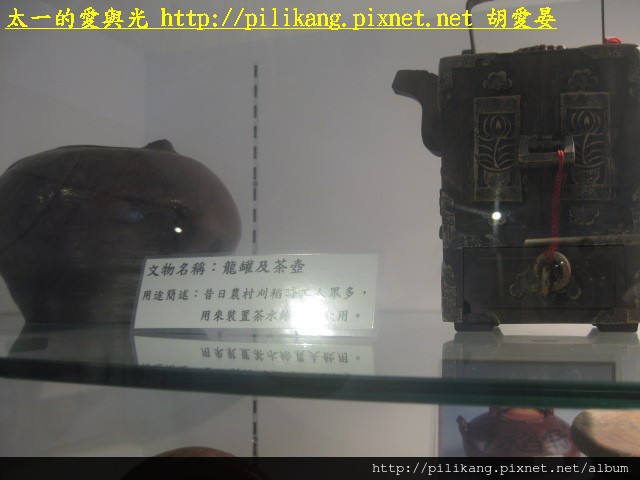 太一的愛與光 http://pilikang.pixnet.net 胡愛晏
文物名稱：龍罐及茶壺
用途簡述：昔日農村刈稻 人眾多，
用來裝置茶水 用。
http://pilikang.pixnet.net/album